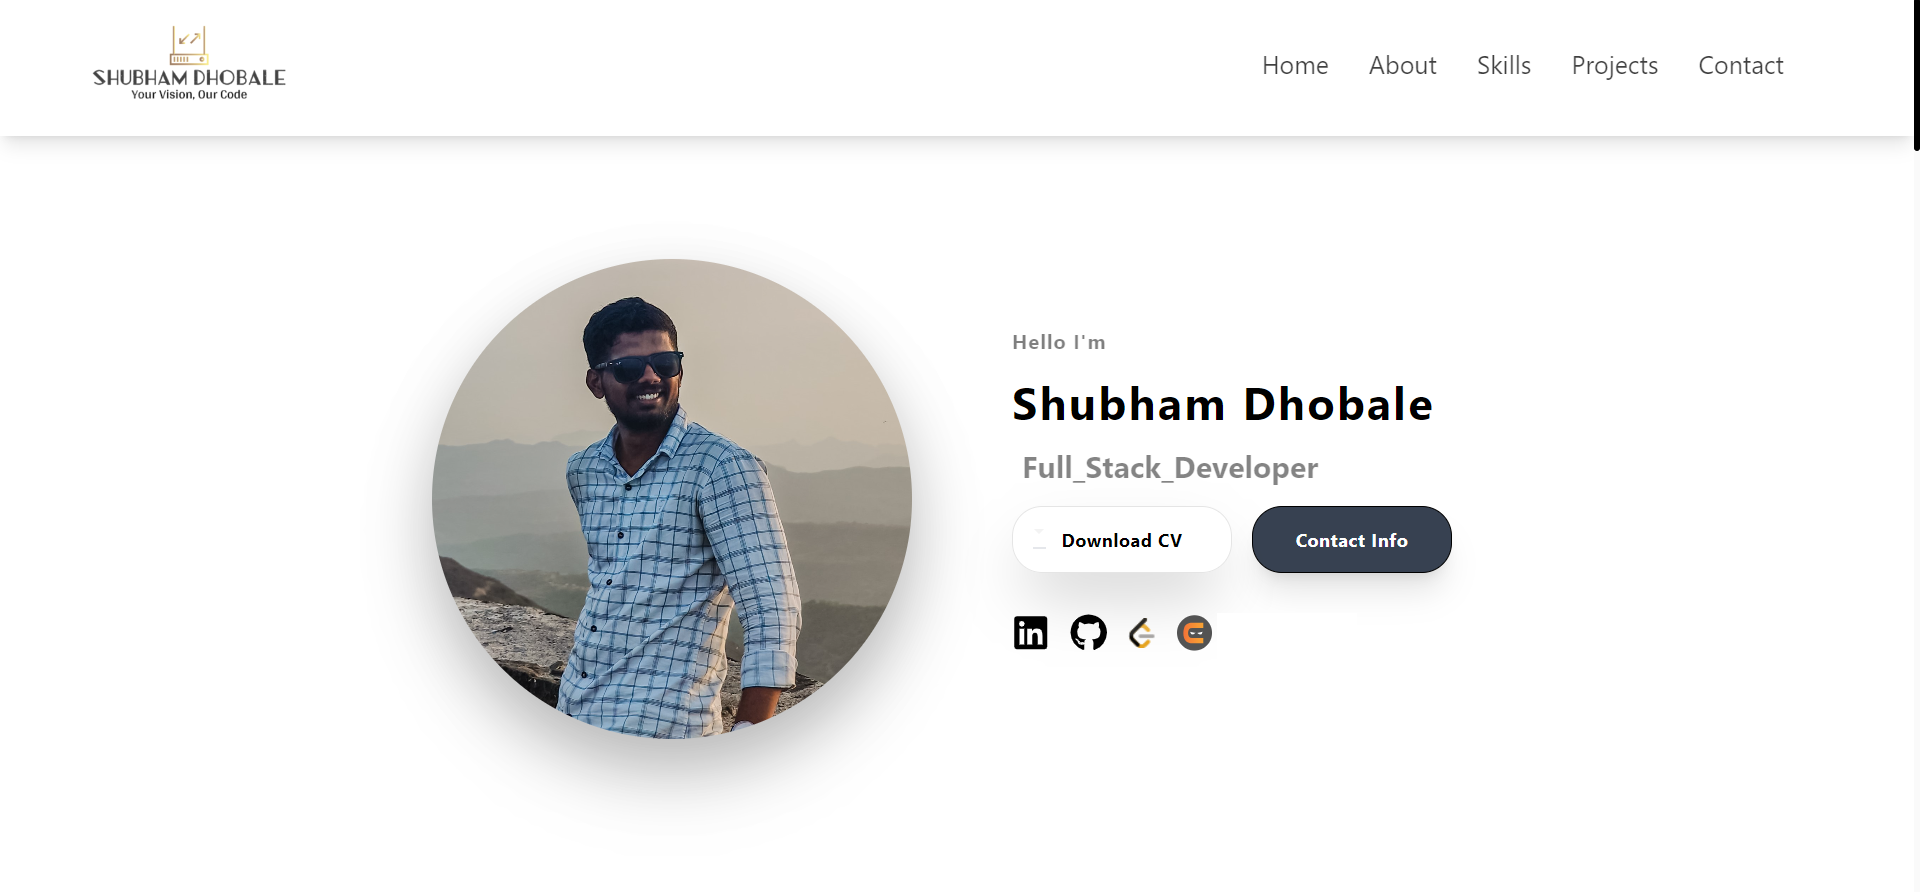 SHUBHAM DHOBALE
Your Vision, Our Code
Home About Skills Projects Contact
Hello I'm
Shubham Dhobale
Full_Stack_Developer
Download CV Contact Info
in